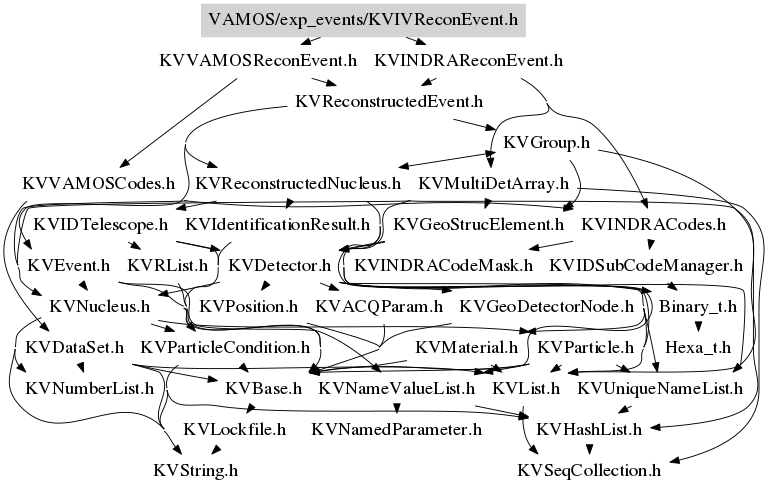 VAMOS/exp_events/KVIVReconEvent.h
KVVAMOSReconEvent.h KVINDRAReconEvent.h
KVReconstructedEvent.h
KVGroup.h
KVVAMOSCodes.h KVReconstructedNucleus.h KVMultiDetArray.h
KVIDTelescope.h KVIdentificationResult.h KVGeoStrucElement.h KVINDRACodes.h
KVEvent.h KVRList.h KVDetector.h KVINDRACodeMask.h KVIDSubCodeManager.h
KVNucleus.h KVPosition.h KVACQParam.h KVGeoDetectorNode.h Binary_t.h
KVDataSet.h KVParticleCondition.h KVMaterial.h KVParticle.h Hexa_t.h
KVNumberList.h KVBase.h KVNameValueList.h KVList.h KVUniqueNameList.h
KVLockfile.h KVNamedParameter.h KVHashList.h
KVString.h KVSeqCollection.h